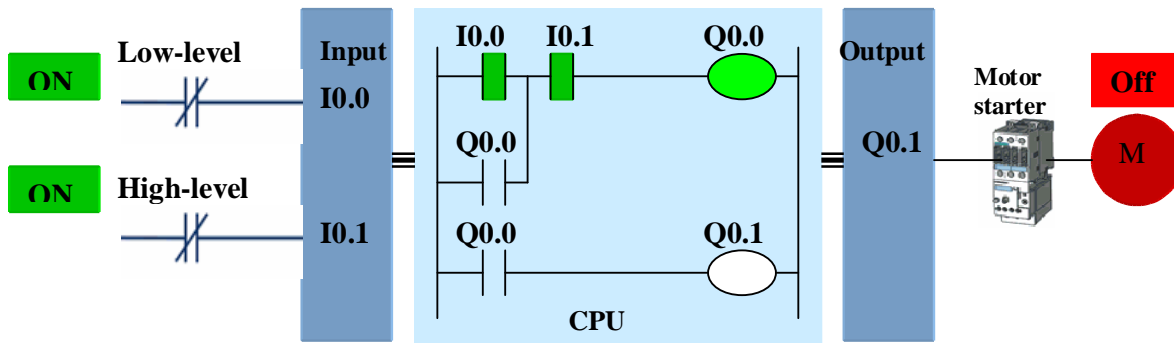 ON
Low-level
I0.0
ON
High-level
I0.1
Input
I0.0
I0.1
Q0.0
Q0.0
Q0.0
Q0.1
CPU
Output
Q0.1
Motor
starter
Off
M